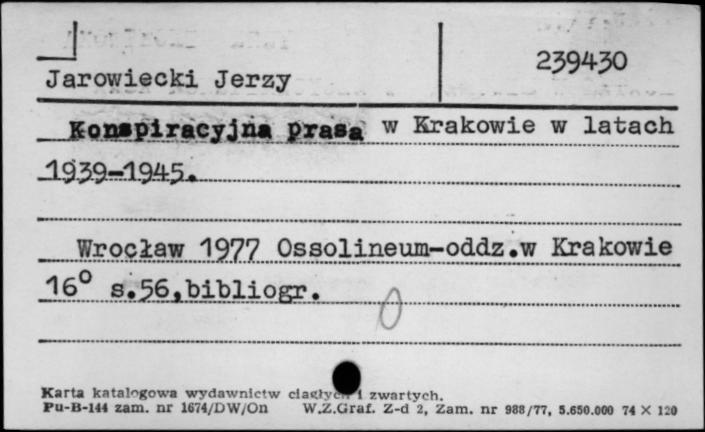 239430
Jarowiecki Jerzy
Konspiracyjna prasa w Krakowie w latach
1939-1945.
Wrocław 1977 Ossolineum-oddz.w Krakowie
16° s.56,bibliogr.
0
Karta katalogowa wydawnictw ciągłych i zwartych.
Pu-B-144 zam. nr 1674/DW/On W.Z.Graf. Z-d 2, Zam. nr 988/77, 5.650.000 74 × 120